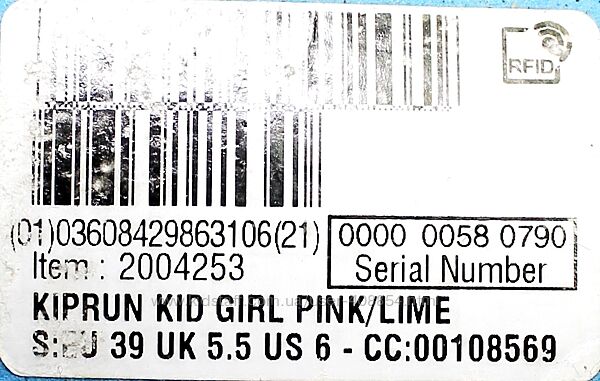 RFID
(01)03608429863106(21)
0000 0058 0790
Item : 2004253
Serial Number
KIPRUN KID GIRL PINK/LIME
S:EU 39 UK 5.5 US 6 - CC:00108569